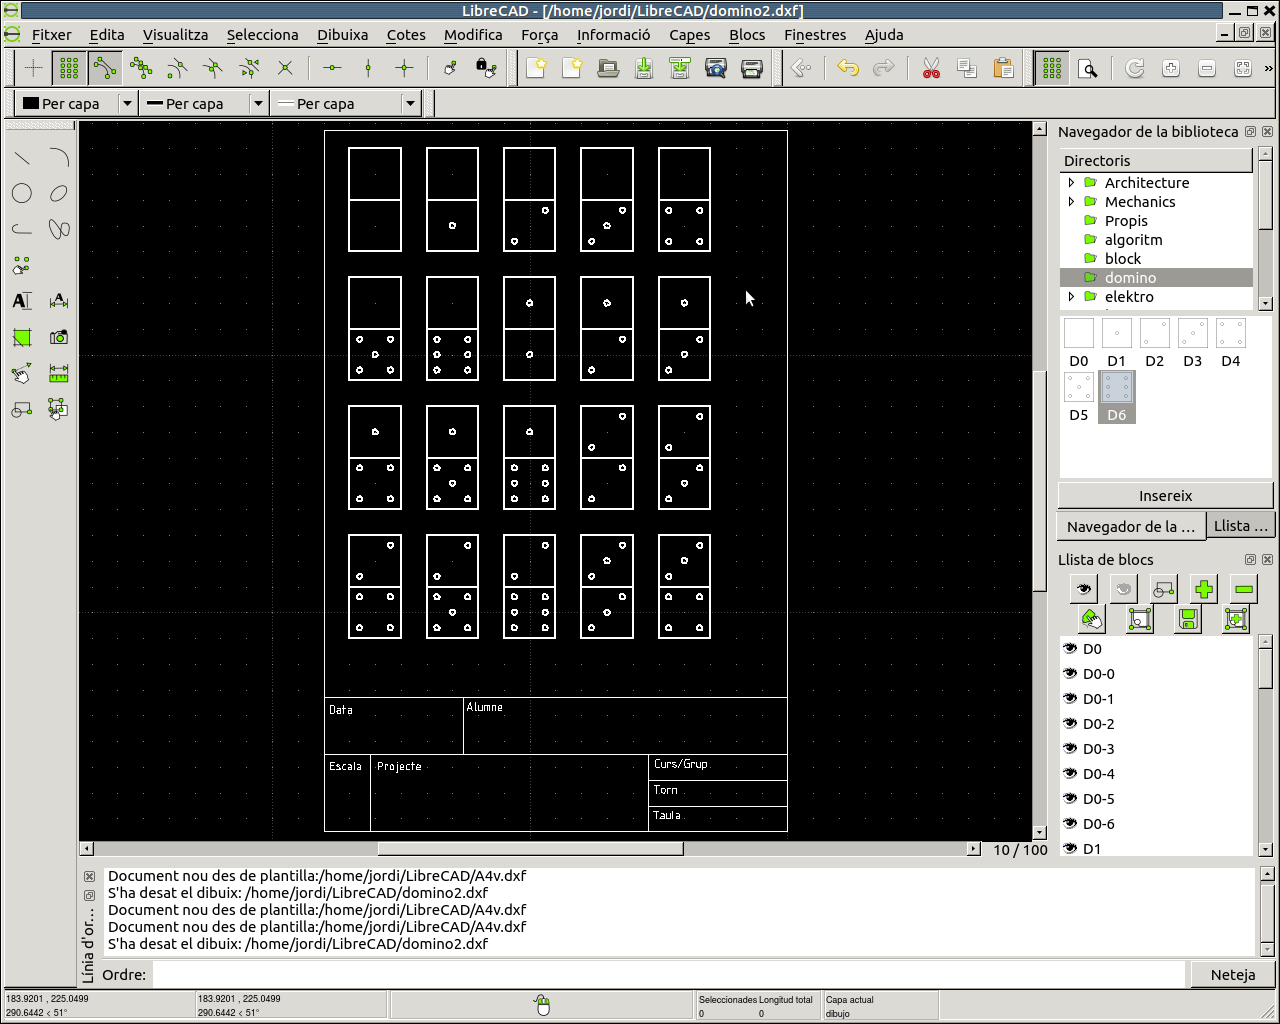 LibreCAD - [/home/jordi/LibreCAD/domino2.dxf]
Fitxer Edita Visualitza Selecciona Dibuixa Cotes Modifica Força Informació Capes Blocs Finestres Ajuda
Per capa Per capa Per capa
Navegador de la biblioteca
Directoris
Architecture
Mechanics
Propis
algoritm
block
domino
elektro
D0 D1 D2 D3 D4
D5 D6
Insereix
Navegador de la ... Llista ...
Llista de blocs
D0
D0-0
D0-1
D0-2
D0-3
D0-4
D0-5
D0-6
D1
Data Alumne
Escala Projecte Curs/Grup
Torn
Taula
10 / 100
Línia d'or...
Document nou des de plantilla:/home/jordi/LibreCAD/A4v.dxf
S'ha desat el dibuix: /home/jordi/LibreCAD/domino2.dxf
Document nou des de plantilla:/home/jordi/LibreCAD/A4v.dxf
Document nou des de plantilla:/home/jordi/LibreCAD/A4v.dxf
S'ha desat el dibuix: /home/jordi/LibreCAD/domino2.dxf
Ordre: Neteja
183.9201 , 225.0499 183.9201 , 225.0499 Seleccionades Longitud total Capa actual
290.6442 < 51° 290.6442 < 51° 0 0 dibujo